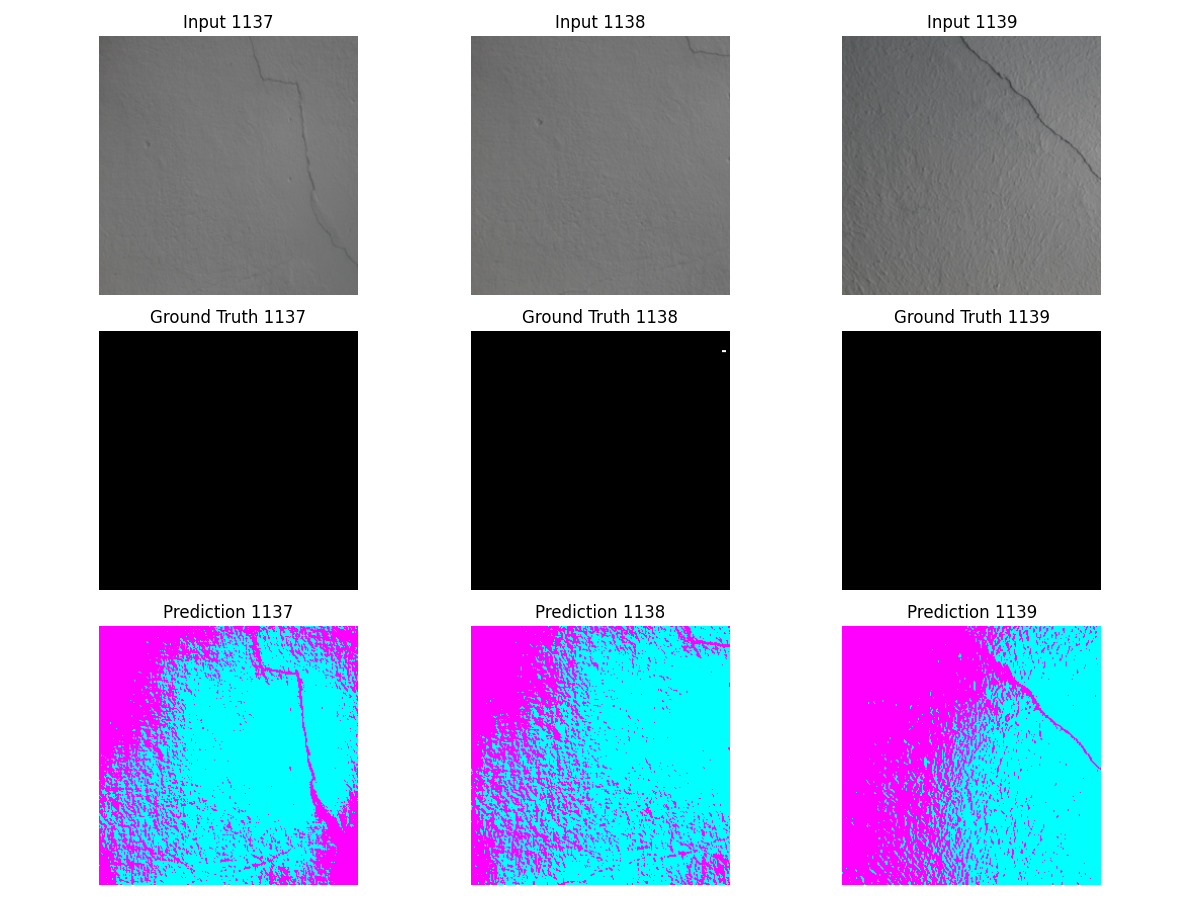 Input 1137
Input 1138
Input 1139
Ground Truth 1137
Ground Truth 1138
Ground Truth 1139
Prediction 1137
Prediction 1138
Prediction 1139